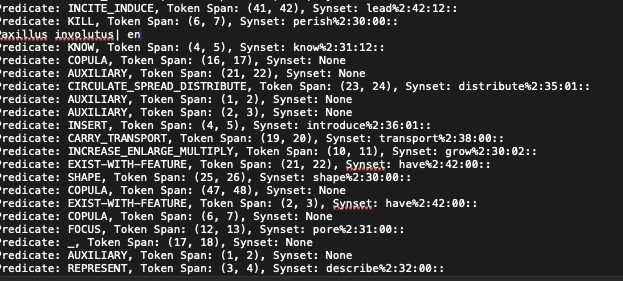 Predicate: INCITE_INDUCE, Token Span: (41, 42), Synset: lead%2:42:12::
Predicate: KILL, Token Span: (6, 7), Synset: perish%2:30:00::
Paxillus involutus| en
Predicate: KNOW, Token Span: (4, 5), Synset: know%2:31:12::
Predicate: COPULA, Token Span: (16, 17), Synset: None
Predicate: AUXILIARY, Token Span: (21, 22), Synset: None
Predicate: CIRCULATE_SPREAD_DISTRIBUTE, Token Span: (23, 24), Synset: distribute%2:35:01::
Predicate: AUXILIARY, Token Span: (1, 2), Synset: None
Predicate: AUXILIARY, Token Span: (2, 3), Synset: None
Predicate: INSERT, Token Span: (4, 5), Synset: introduce%2:36:01::
Predicate: CARRY_TRANSPORT, Token Span: (19, 20), Synset: transport%2:38:00::
Predicate: INCREASE_ENLARGE_MULTIPLY, Token Span: (10, 11), Synset: grow%2:30:02::
Predicate: EXIST-WITH-FEATURE, Token Span: (21, 22), Synset: have%2:42:00::
Predicate: SHAPE, Token Span: (25, 26), Synset: shape%2:30:00::
Predicate: COPULA, Token Span: (47, 48), Synset: None
Predicate: EXIST-WITH-FEATURE, Token Span: (2, 3), Synset: have%2:42:00::
Predicate: COPULA, Token Span: (6, 7), Synset: None
Predicate: FOCUS, Token Span: (12, 13), Synset: pore%2:31:00::
Predicate: _, Token Span: (17, 18), Synset: None
Predicate: AUXILIARY, Token Span: (1, 2), Synset: None
Predicate: REPRESENT, Token Span: (3, 4), Synset: describe%2:32:00::